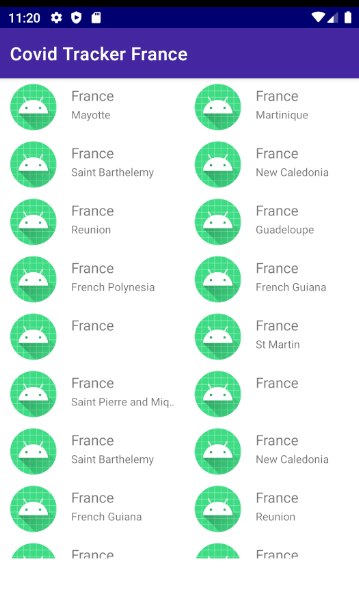 11:20
Covid Tracker France
France
Mayotte
France
Martinique
France
Saint Barthelemy
France
New Caledonia
France
Reunion
France
Guadeloupe
France
French Polynesia
France
French Guiana
France
France
St Martin
France
Saint Pierre and Miq..
France
France
Saint Barthelemy
France
New Caledonia
France
French Guiana
France
Reunion
France
France